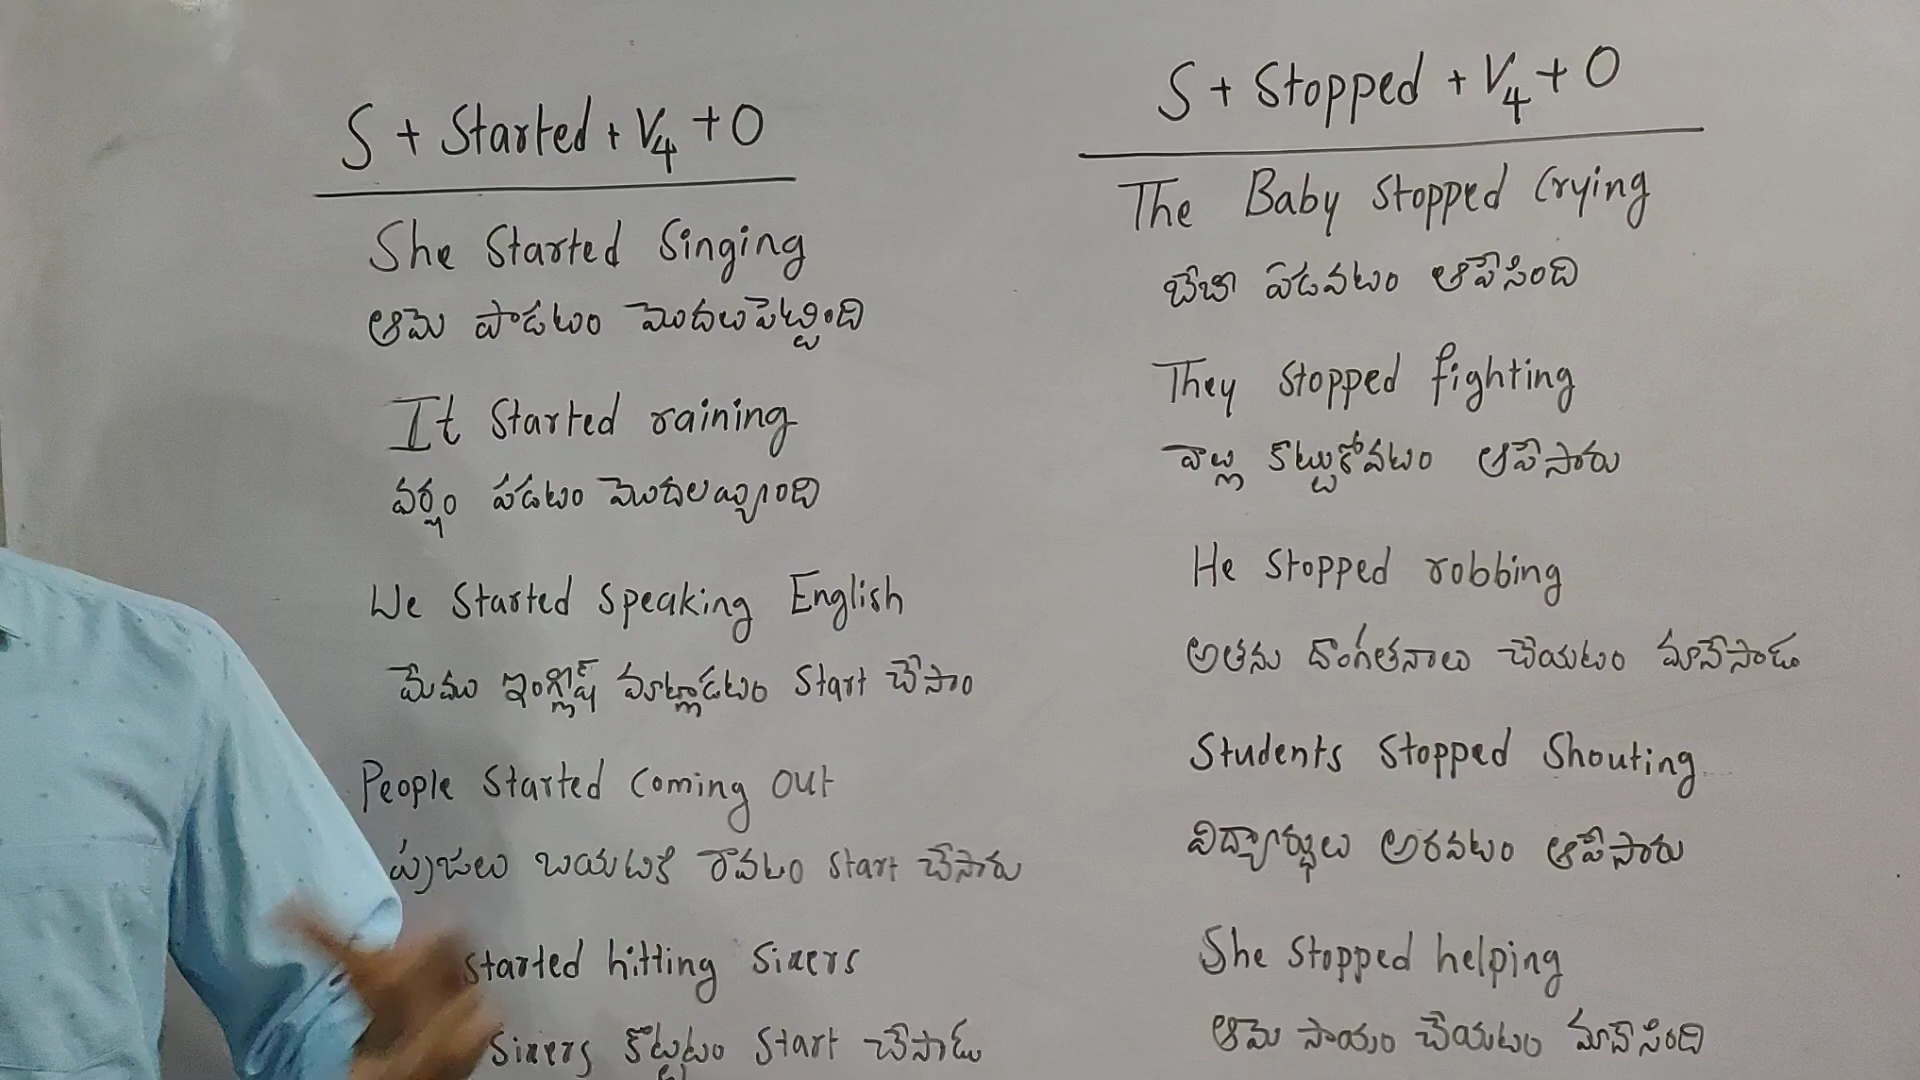 S + Started + V4 + O
She Started Singing
ఆమె పాడటం మొదలుపెట్టింది
It Started raining
వర్షం పడటం మొదలయ్యింది
We Started Speaking English
మేము ఇంగ్లీష్ మాట్లాడటం Start చేసాం
People Started Coming Out
ప్రజలు బయటకి రావటం Start చేసారు
Started hitting Sixers
Sixers కొట్టటం Start చేసాడు
S + Stopped + V4 + O
The Baby Stopped Crying
బేబీ ఏడవటం ఆపేసింది
They Stopped fighting
వాళ్ల కొట్టుకోవటం ఆపేసారు
He Stopped robbing
అతను దొంగతనాలు చేయటం మానేసాడు
Students Stopped Shouting
విద్యార్థులు అరవటం ఆపేసారు
She Stopped helping
ఆమె సాయం చేయటం మానేసింది